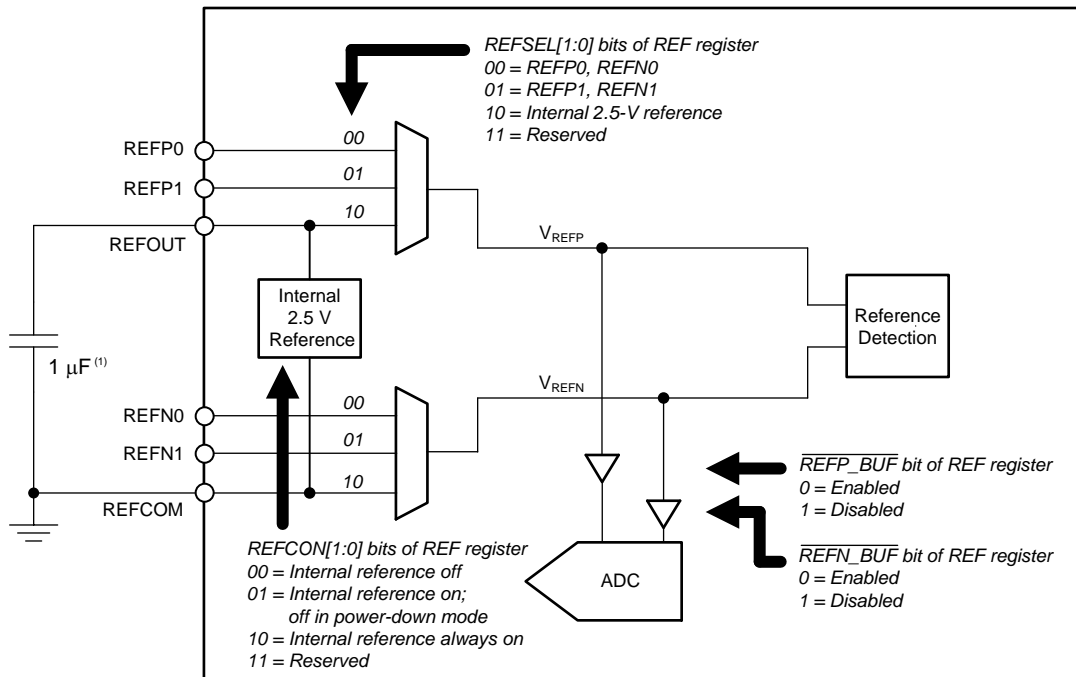 REFSEL[1:0] bits of REF register
00 = REFP0, REFN0
01 = REFP1, REFN1
10 = Internal 2.5-V reference
11 = Reserved
REFP0
00
REFP1
01
REFOUT
10
VREFP
Internal
2.5 V
Reference
Reference
Detection
1 μF (1)
VREFN
REFN0
00
REFN1
01
REFCOM
10
REFP_BUF bit of REF register
0 = Enabled
1 = Disabled
REFN_BUF bit of REF register
0 = Enabled
1 = Disabled
ADC
REFCON[1:0] bits of REF register
00 = Internal reference off
01 = Internal reference on;
off in power-down mode
10 = Internal reference always on
11 = Reserved